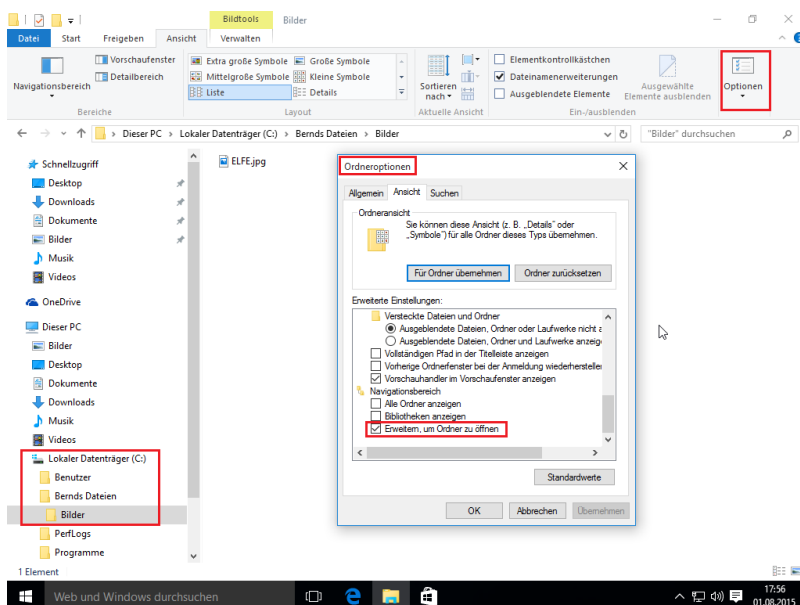 Bildtools Bilder
Datei Start Freigeben Ansicht Verwalten
Navigationsbereich
Vorschaufenster
Detailbereich
Bereiche
Extra große Symbole Große Symbole
Mittelgroße Symbole Kleine Symbole
Liste Details
Layout
Sortieren
nach
Aktuelle Ansicht
Elementkontrollkästchen
Dateinamenerweiterungen
Ausgeblendete Elemente
Ausgewählte
Elemente ausblenden
Ein-/ausblenden
Optionen
Dieser PC > Lokaler Datenträger (C:) > Bernds Dateien > Bilder
"Bilder" durchsuchen
Schnellzugriff
Desktop
Downloads
Dokumente
Bilder
Musik
Videos
OneDrive
Dieser PC
Bilder
Desktop
Dokumente
Downloads
Musik
Videos
Lokaler Datenträger (C:)
Benutzer
Bernds Dateien
Bilder
PerfLogs
Programme
ELFE.jpg
Ordneroptionen
Allgemein Ansicht Suchen
Ordneransicht
Sie können diese Ansicht (z. B. „Details" oder
„Symbole") für alle Ordner dieses Typs übernehmen.
Für Ordner übernehmen Ordner zurücksetzen
Erweiterte Einstellungen:
Versteckte Dateien und Ordner
Ausgeblendete Dateien, Ordner oder Laufwerke nicht
Ausgeblendete Dateien, Ordner und Laufwerke
Vollständigen Pfad in der Titelleiste anzeigen
Vorherige Ordnerfenster bei der Anmeldung
Vorschauhandler im Vorschaufenster anzeigen
Navigationsbereich
Alle Ordner anzeigen
Bibliotheken anzeigen
Erweitern, um Ordner zu öffnen
Standardwerte
OK Abbrechen Übernehmen
1 Element
Web und Windows durchsuchen
17:56
01.08.2015